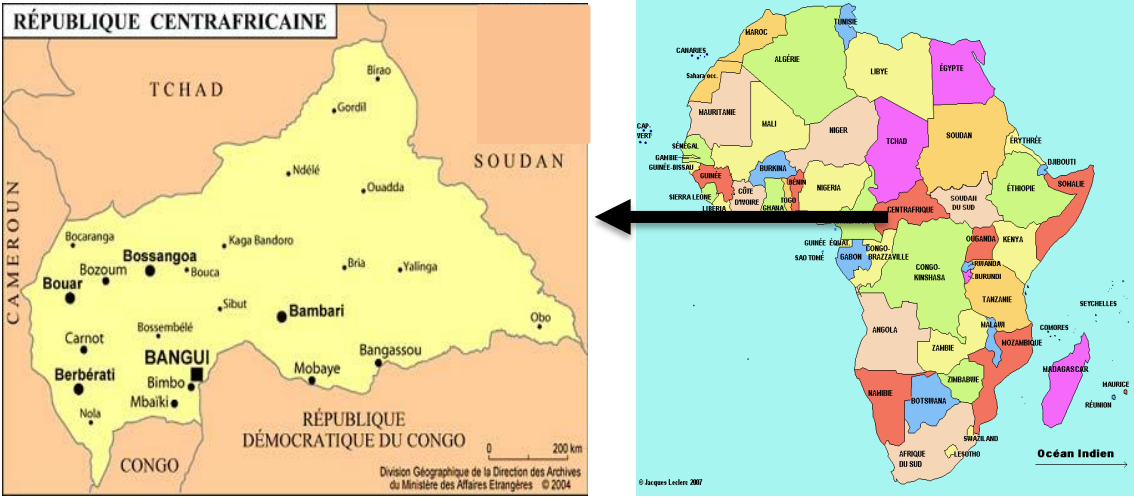 RÉPUBLIQUE CENTRAFRICAINE
TCHAD
Birao
Gordil
SOUDAN
Ndélé
Ouadda
CAMEROUN
Bocaranga
Kaga Bandoro
Bossangoa
Bozoum
Bouca
Bria
Yalinga
Bouar
Sibut
Bambari
Obo
Bossembélé
Carnot
BANGUI
Bangassou
Berbérati
Bimbo
Mobaye
Mbaïki
Nola
RÉPUBLIQUE
DÉMOCRATIQUE DU CONGO
CONGO
0
200 km
Division Géographique de la Direction des Archives
du Ministère des Affaires Etrangères © 2004
TUNISIE
MAROC
CANARIES
ALGÉRIE
LIBYE
ÉGYPTE
Sahara occ.
MAURITANIE
MALI
NIGER
TCHAD
SOUDAN
ÉRYTHRÉE
CAP-
VERT
SÉNÉGAL
GAMBIE
GUINÉE-BISSAU
BURKINA
DJIBOUTI
GUINÉE
BÉNIN
NIGERIA
ÉTHIOPIE
SOMALIE
SIERRA LEONE
CÔTE
D'IVOIRE
TOGO
LIBERIA
GHANA
CENTRAFRIQUE
SOUDAN
DU SUD
GUINÉE ÉQUAT.
SAO TOMÉ
GABON
CONGO-
BRAZZAVILLE
OUGANDA
KENYA
CONGO-
KINSHASA
RWANDA
BURUNDI
TANZANIE
SEYCHELLES
ANGOLA
MALAWI
COMORES
ZAMBIE
MOZAMBIQUE
MADAGASCAR
ZIMBABWE
NAMIBIE
BOTSWANA
MAURICE
RÉUNION
SWAZILAND
AFRIQUE
DU SUD
LESOTHO
Océan Indien
© Jacques Leclerc 2007